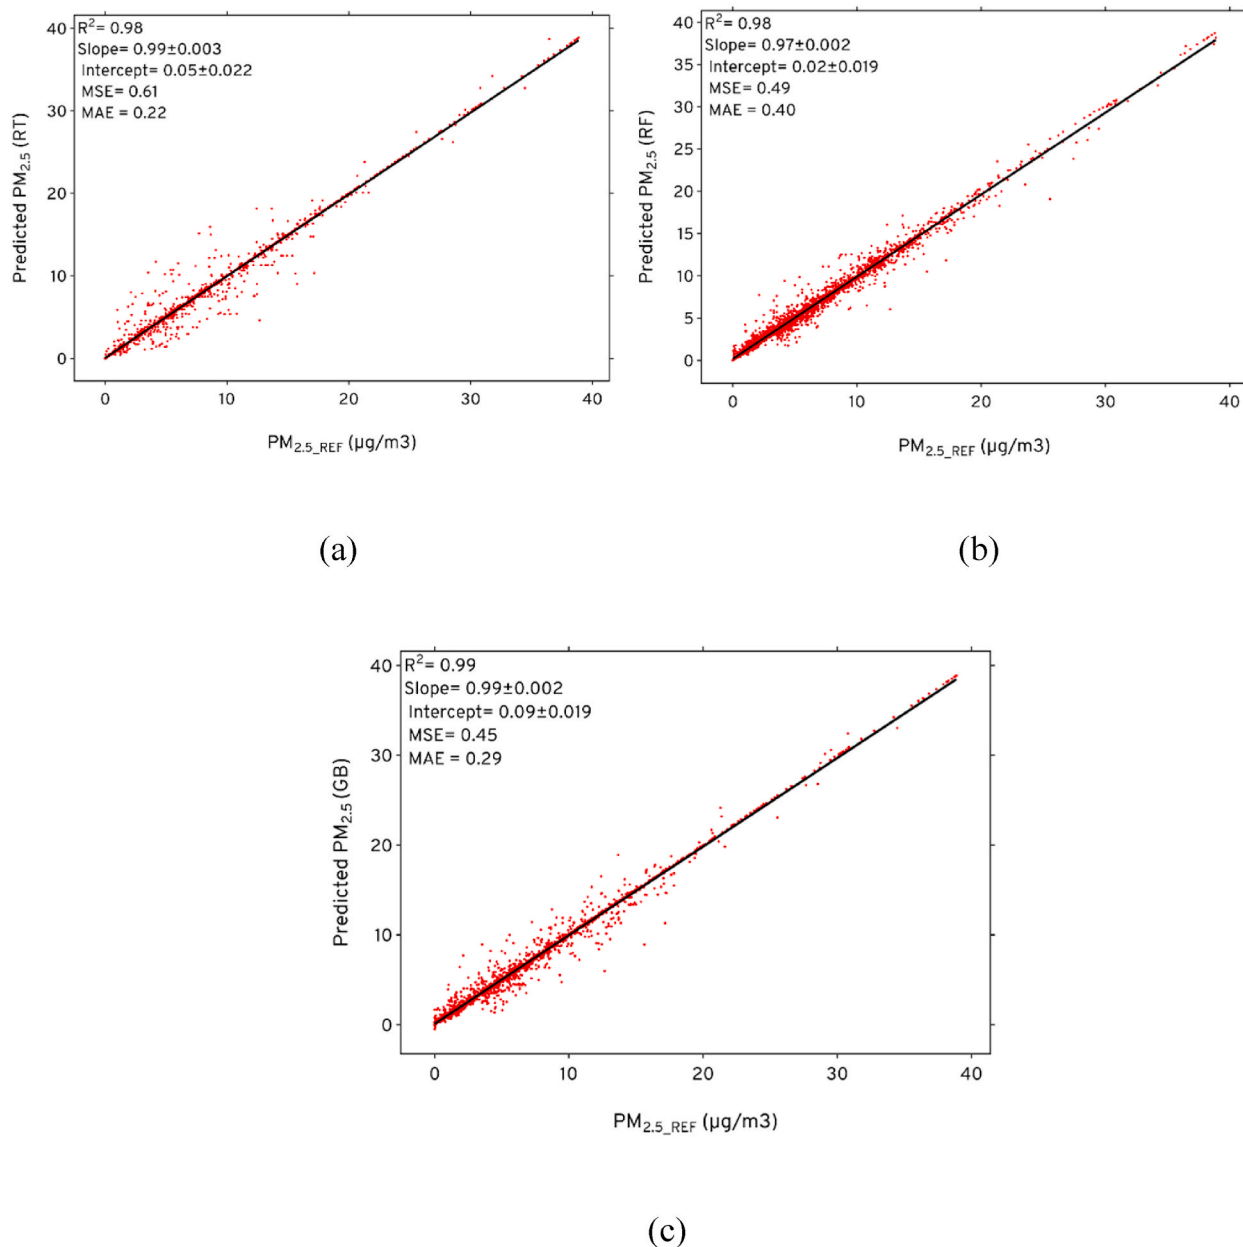 R²= 0.98
Slope= 0.99±0.003
Intercept= 0.05±0.022
MSE= 0.61
MAE = 0.22
40
30
20
10
0
Predicted PM2.5 (RT)
0 10 20 30 40
PM2.5_REF (µg/m3)
(a)
R²= 0.98
Slope= 0.97±0.002
Intercept= 0.02±0.019
MSE= 0.49
MAE = 0.40
40
35
30
25
20
15
10
5
0
Predicted PM2.5 (RF)
0 10 20 30 40
PM2.5_REF (µg/m3)
(b)
R²= 0.99
Slope= 0.99±0.002
Intercept= 0.09±0.019
MSE= 0.45
MAE = 0.29
40
30
20
10
0
Predicted PM2.5 (GB)
0 10 20 30 40
PM2.5_REF (µg/m3)
(c)